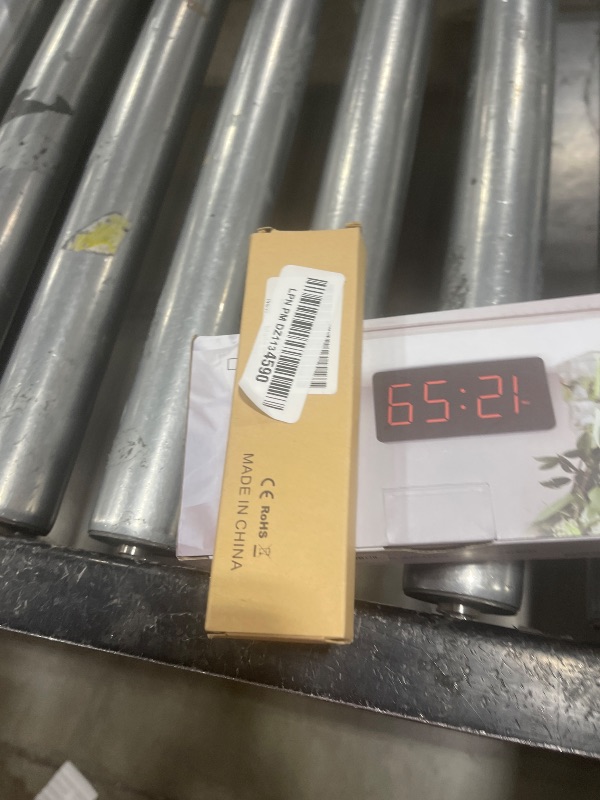 LPN PM DZ1134590
CE RoHS
MADE IN CHINA
12:59